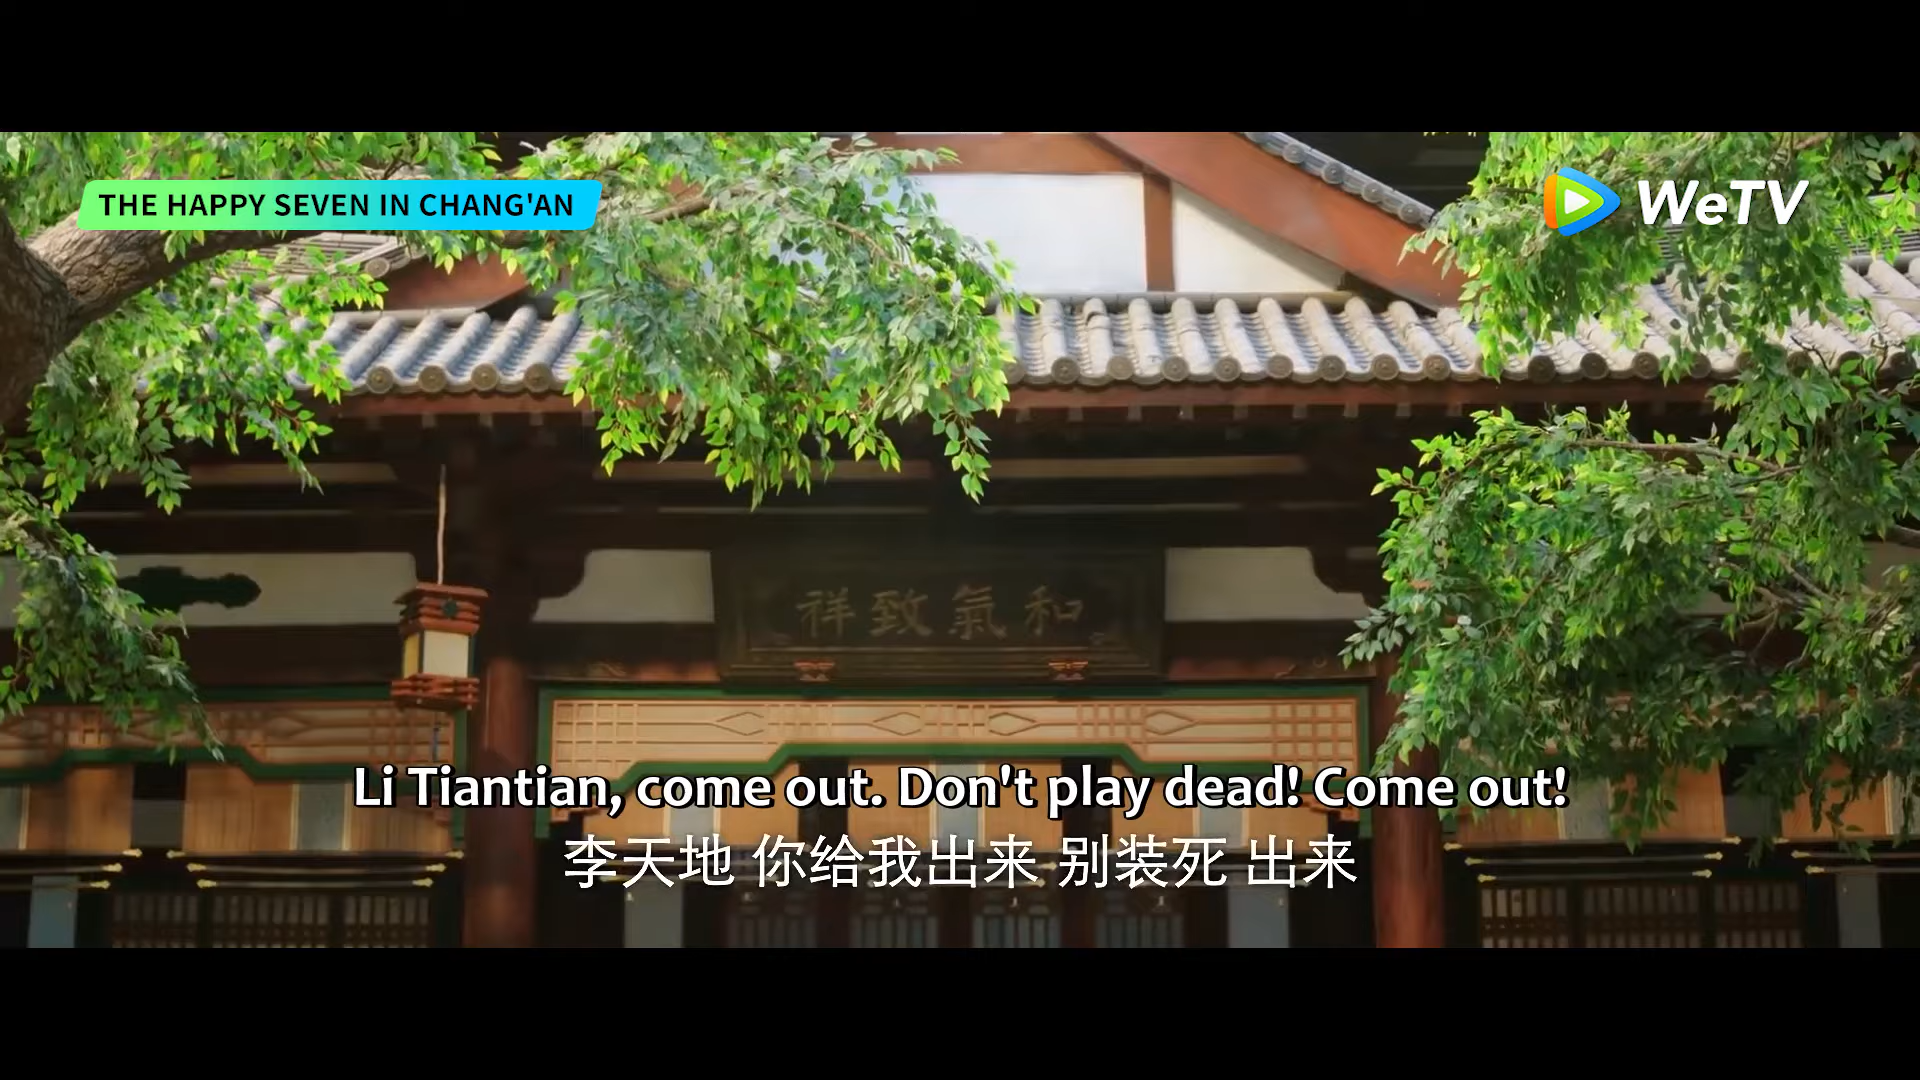 THE HAPPY SEVEN IN CHANG'AN
WeTV
祥致氣和
Li Tiantian, come out. Don't play dead! Come out!
李天地 你给我出来 别装死 出来